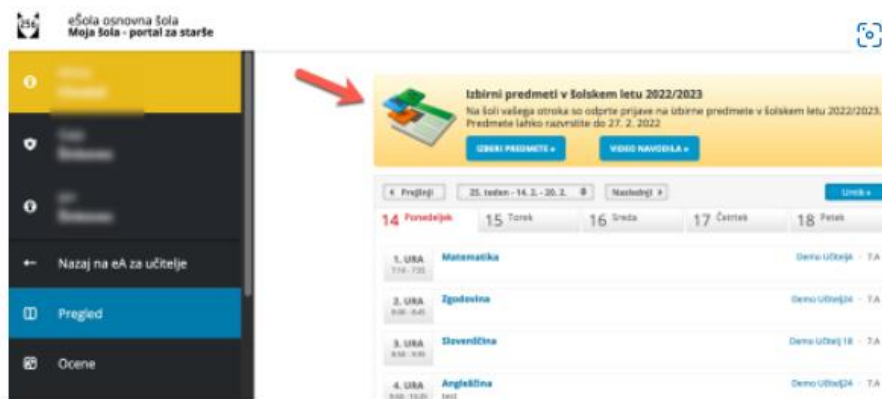 eŠola osnovna šola
Moja šola - portal za starše
Izbirni predmeti v šolskem letu 2022/2023
Na šoli vašega otroka so odprte prijave na izbirne predmete v šolskem letu 2022/2023.
Predmete lahko razvrstite do 27. 2. 2022
IZBERI PREDMETE »
VIDEO NAVODILA »
Prejšnji
25. teden - 14. 2. - 20. 2.
Naslednji
Urnik »
14 Ponedeljek
15 Torek
16 Sreda
17 Četrtek
18 Petek
1. URA Matematika Demo Učitelj 7.A
2. URA Zgodovina Demo Učitelj24 - 7.A
3. URA Slovenščina Demo Učitelj 18 - 7.A
4. URA Angleščina Demo Učitelj24 - 7.A
test
Nazaj na eA za učitelje
Pregled
Ocene